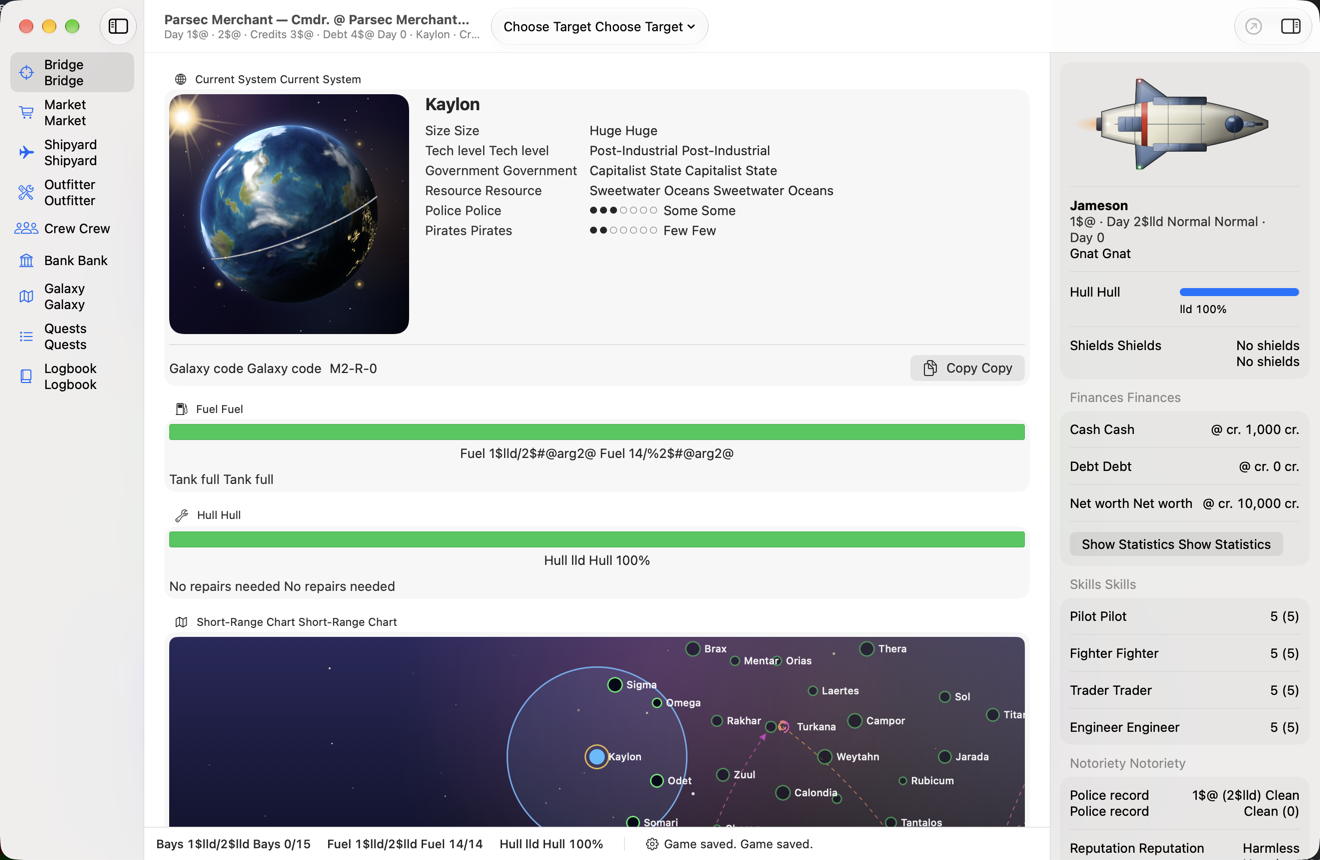 Parsec Merchant — Cmdr. @ Parsec Merchant...
Day 1$@ · 2$@ · Credits 3$@ · Debt 4$@ Day 0 · Kaylon · Cr...
Choose Target Choose Target
Bridge
Bridge
Market
Market
Shipyard
Shipyard
Outfitter
Outfitter
Crew Crew
Bank Bank
Galaxy
Galaxy
Quests
Quests
Logbook
Logbook
Current System Current System
Kaylon
Size Size Huge Huge
Tech level Tech level Post-Industrial Post-Industrial
Government Government Capitalist State Capitalist State
Resource Resource Sweetwater Oceans Sweetwater Oceans
Police Police Some Some
Pirates Pirates Few Few
Galaxy code Galaxy code M2-R-0
Copy Copy
Fuel Fuel
Fuel 1$lld/2$#@arg2@ Fuel 14/%2$#@arg2@
Tank full Tank full
Hull Hull
Hull lld Hull 100%
No repairs needed No repairs needed
Short-Range Chart Short-Range Chart
Brax
Mentar
Orias
Thera
Sigma
Omega
Laertes
Sol
Rakhar
Turkana
Campor
Kaylon
Weytahn
Jarada
Odet
Zuul
Rubicum
Calondia
Somari
Tantalos
Bays 1$lld/2$lld Bays 0/15 Fuel 1$lld/2$lld Fuel 14/14 Hull lld Hull 100% Game saved. Game saved.
Jameson
1$@ · Day 2$lld Normal Normal ·
Day 0
Gnat Gnat
Hull Hull
lld 100%
Shields Shields No shields
No shields
Finances Finances
Cash Cash @ cr. 1,000 cr.
Debt Debt @ cr. 0 cr.
Net worth Net worth @ cr. 10,000 cr.
Show Statistics Show Statistics
Skills Skills
Pilot Pilot 5 (5)
Fighter Fighter 5 (5)
Trader Trader 5 (5)
Engineer Engineer 5 (5)
Notoriety Notoriety
Police record 1$@ (2$lld) Clean
Police record Clean (0)
Reputation Reputation Harmless